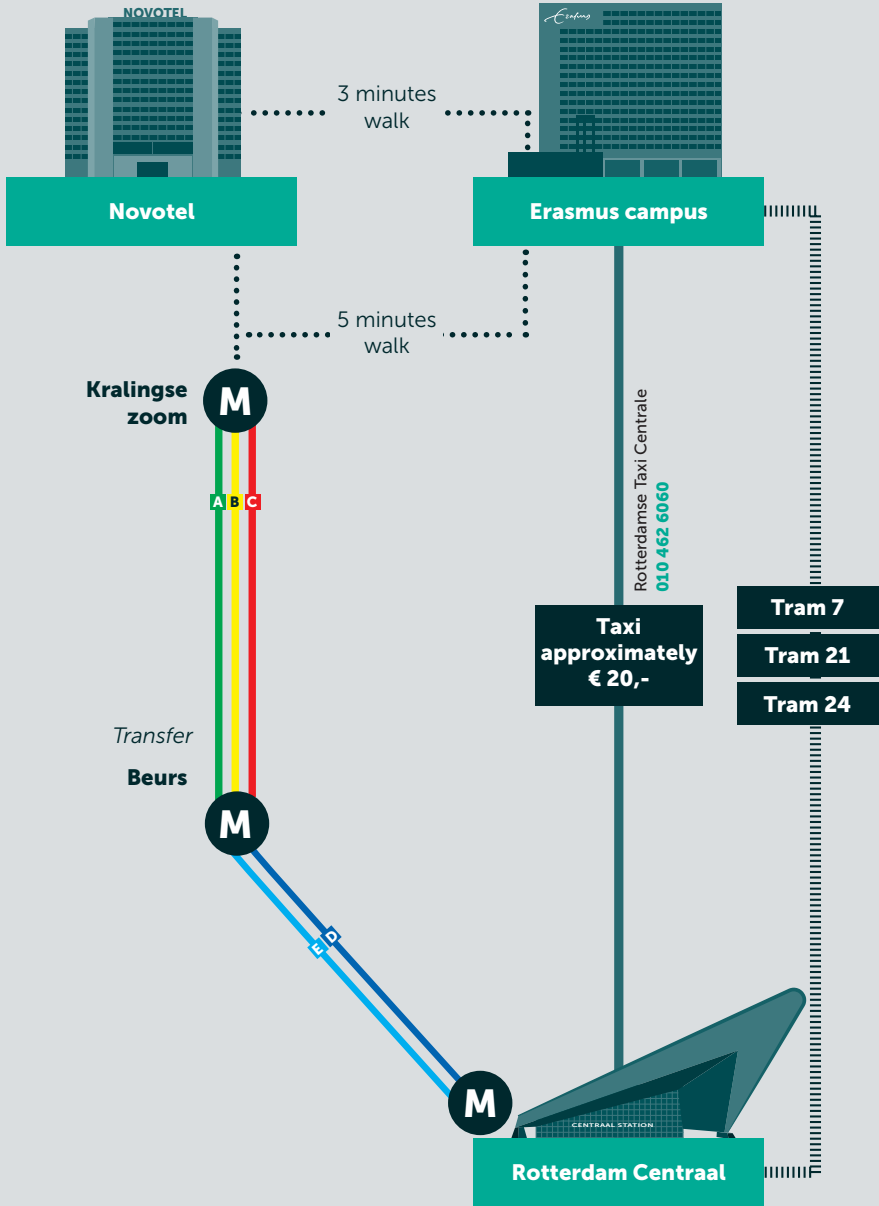 NOVOTEL
Erasmus
3 minutes
walk
Novotel
Erasmus campus
5 minutes
walk
Kralingse
zoom
M
A B C
Rotterdamse Taxi Centrale
010 462 6060
Taxi
approximately
€ 20,-
Tram 7
Tram 21
Tram 24
Transfer
Beurs
M
E D
M
CENTRAAL STATION
Rotterdam Centraal